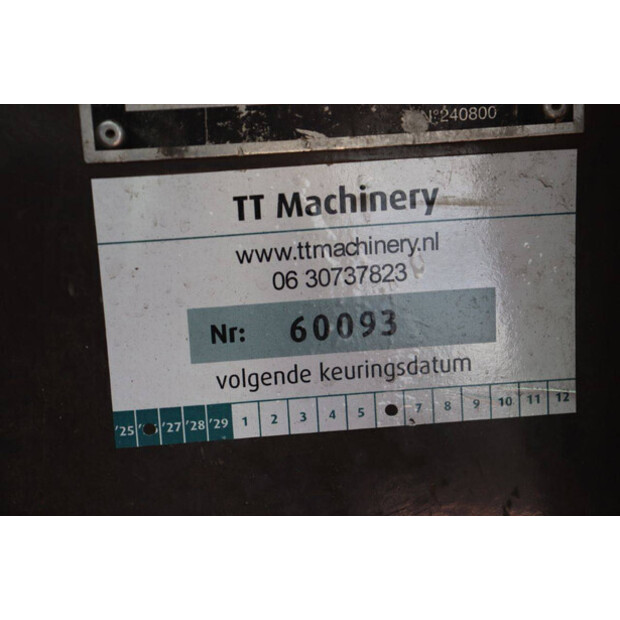 N°240800
TT Machinery
www.ttmachinery.nl
06 30737823
Nr: 60093
volgende keuringsdatum
'25 '27 '28 '29 1 2 3 4 5 7 8 9 10 11 12